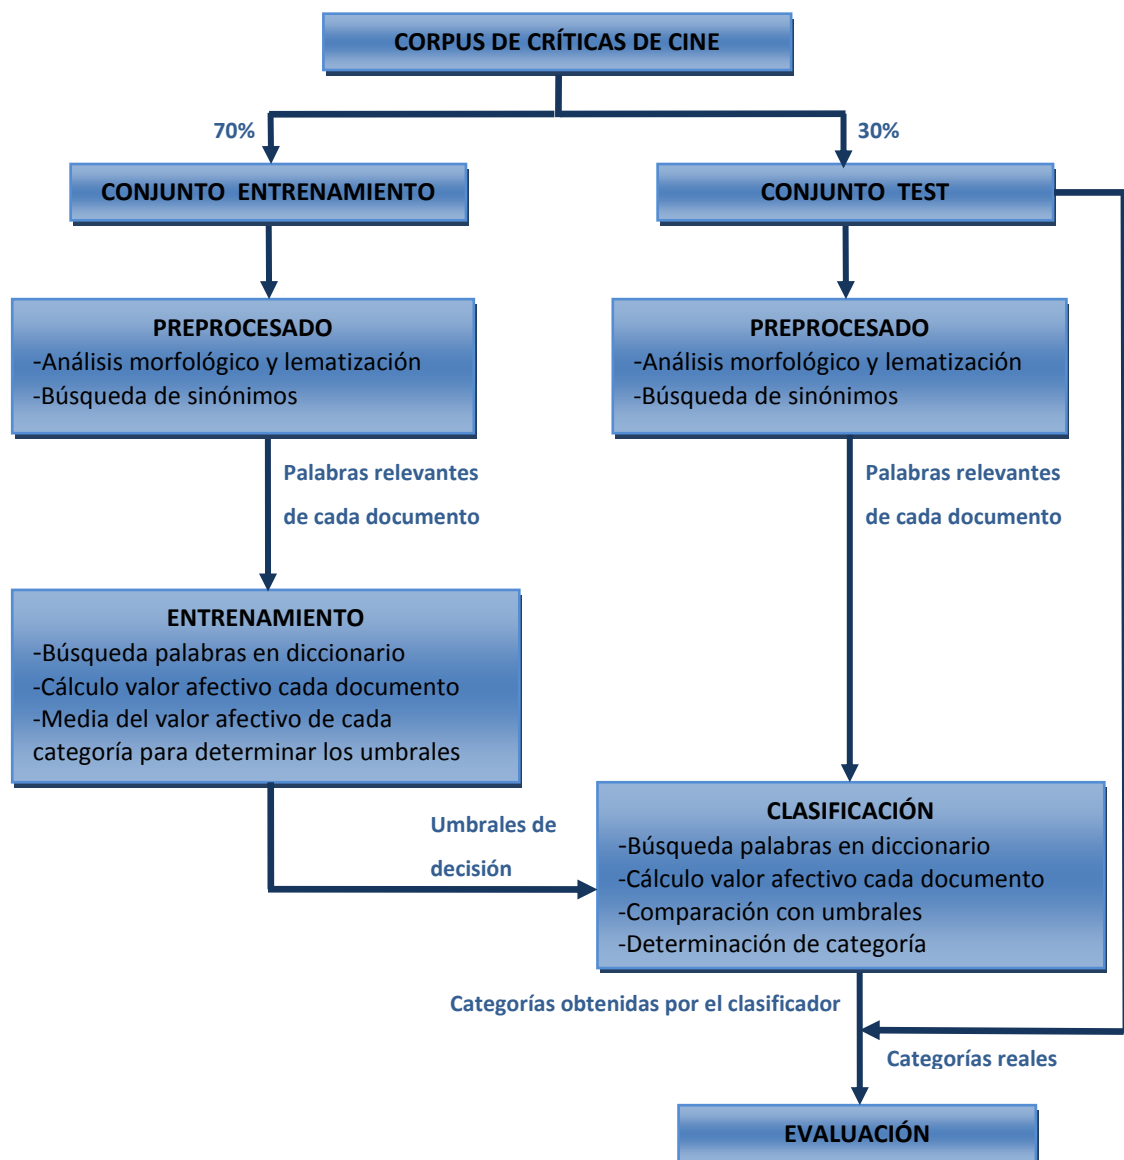 CORPUS DE CRÍTICAS DE CINE
70%
30%
CONJUNTO ENTRENAMIENTO
CONJUNTO TEST
PREPROCESADO
-Análisis morfológico y lematización
-Búsqueda de sinónimos
PREPROCESADO
-Análisis morfológico y lematización
-Búsqueda de sinónimos
Palabras relevantes
de cada documento
Palabras relevantes
de cada documento
ENTRENAMIENTO
-Búsqueda palabras en diccionario
-Cálculo valor afectivo cada documento
-Media del valor afectivo de cada
categoría para determinar los umbrales
Umbrales de
decisión
CLASIFICACIÓN
-Búsqueda palabras en diccionario
-Cálculo valor afectivo cada documento
-Comparación con umbrales
-Determinación de categoría
Categorías obtenidas por el clasificador
Categorías reales
EVALUACIÓN